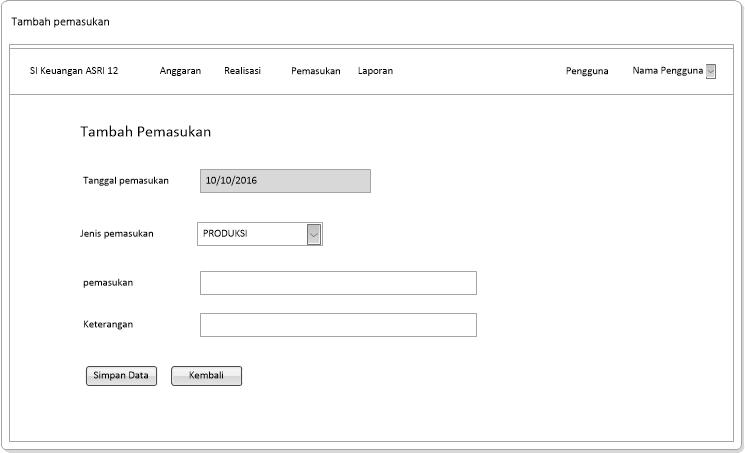 Tambah pemasukan
SI Keuangan ASRI 12 Anggaran Realisasi Pemasukan Laporan Pengguna Nama Pengguna
Tambah Pemasukan
Tanggal pemasukan 10/10/2016
Jenis pemasukan PRODUKSI
pemasukan
Keterangan
Simpan Data Kembali